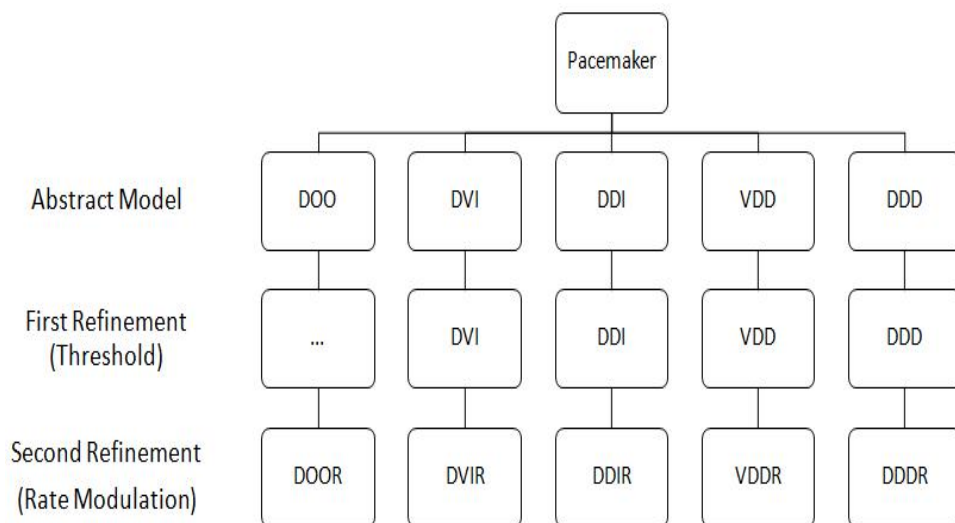 Pacemaker
Abstract Model
DOO
DVI
DDI
VDD
DDD
First Refinement
(Threshold)
...
DVI
DDI
VDD
DDD
Second Refinement
(Rate Modulation)
DOOR
DVIR
DDIR
VDDR
DDDR